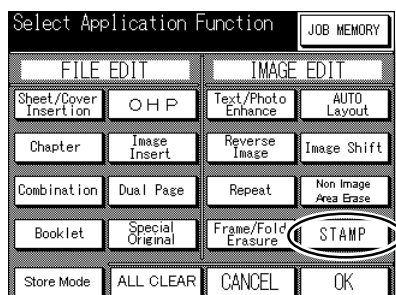 Select Application Function
JOB MEMORY
FILE EDIT
IMAGE EDIT
Sheet/Cover
Insertion
OHP
Text/Photo
Enhance
AUTO
Layout
Chapter
Image
Insert
Reverse
Image
Image Shift
Combination
Dual Page
Repeat
Non Image
Area Erase
Booklet
Special
Original
Frame/Fold
Erasure
STAMP
Store Mode
ALL CLEAR
CANCEL
OK